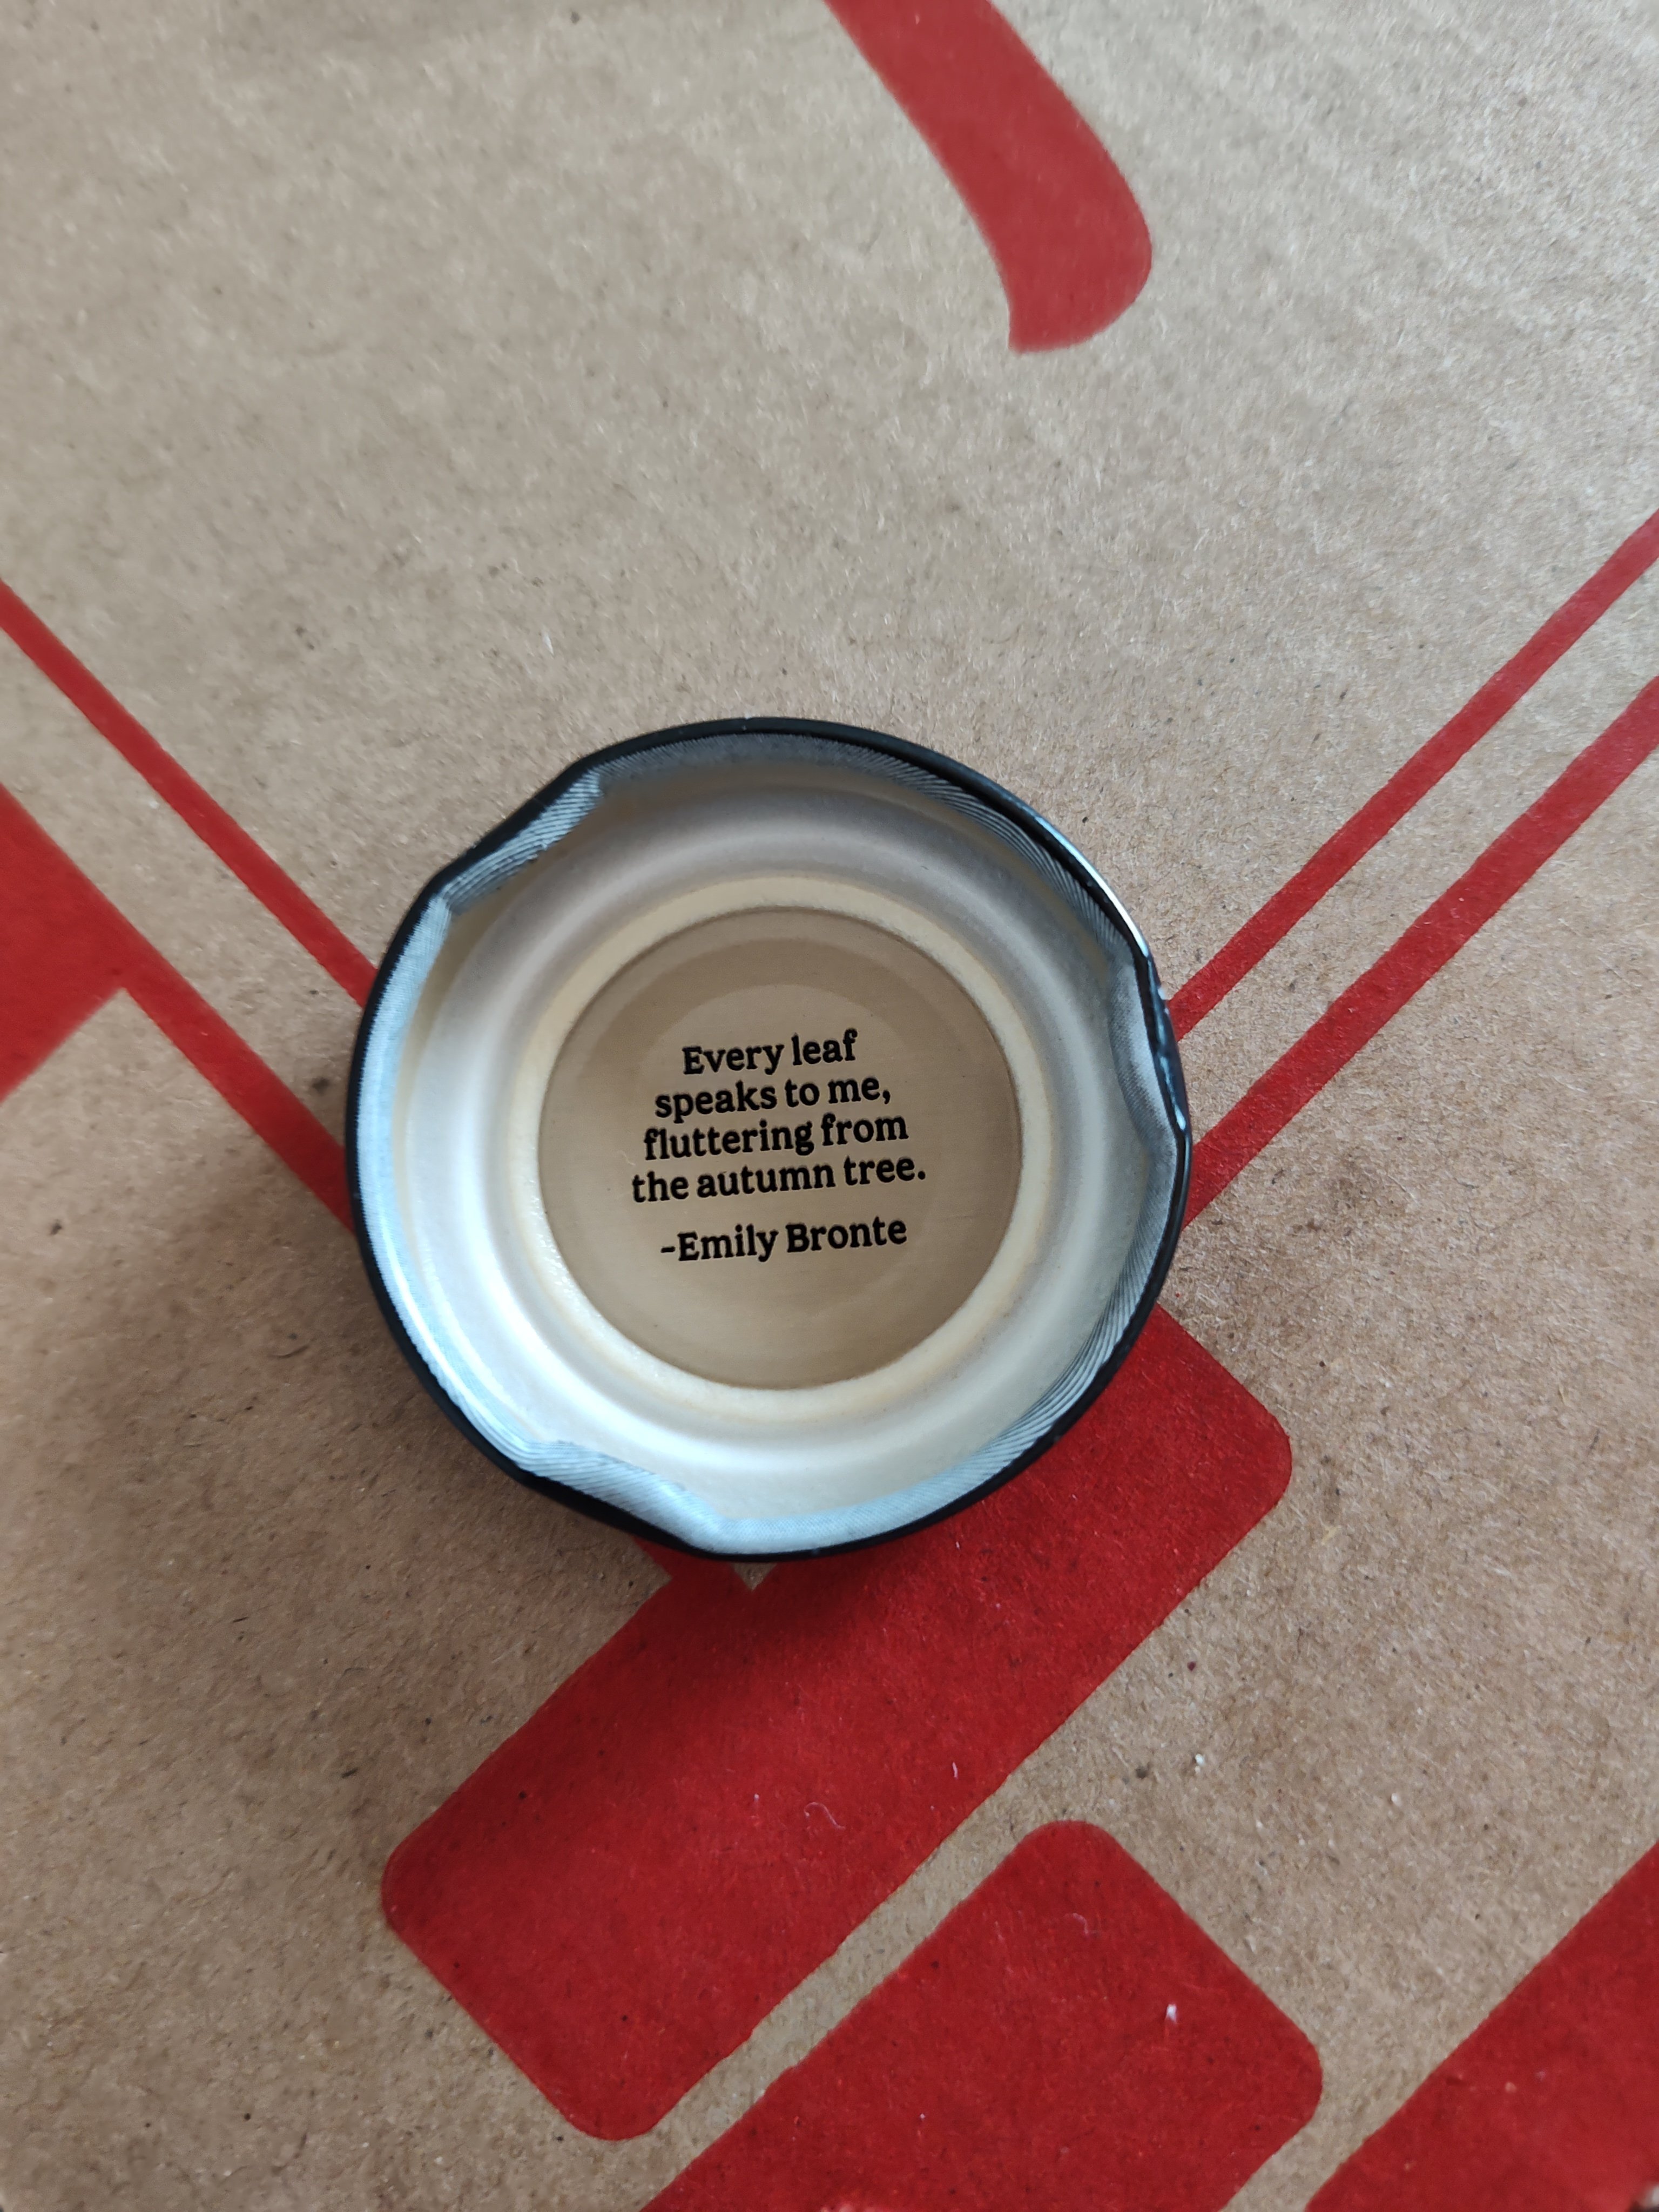 Every leaf
speaks to me,
fluttering from
the autumn tree.
-Emily Bronte